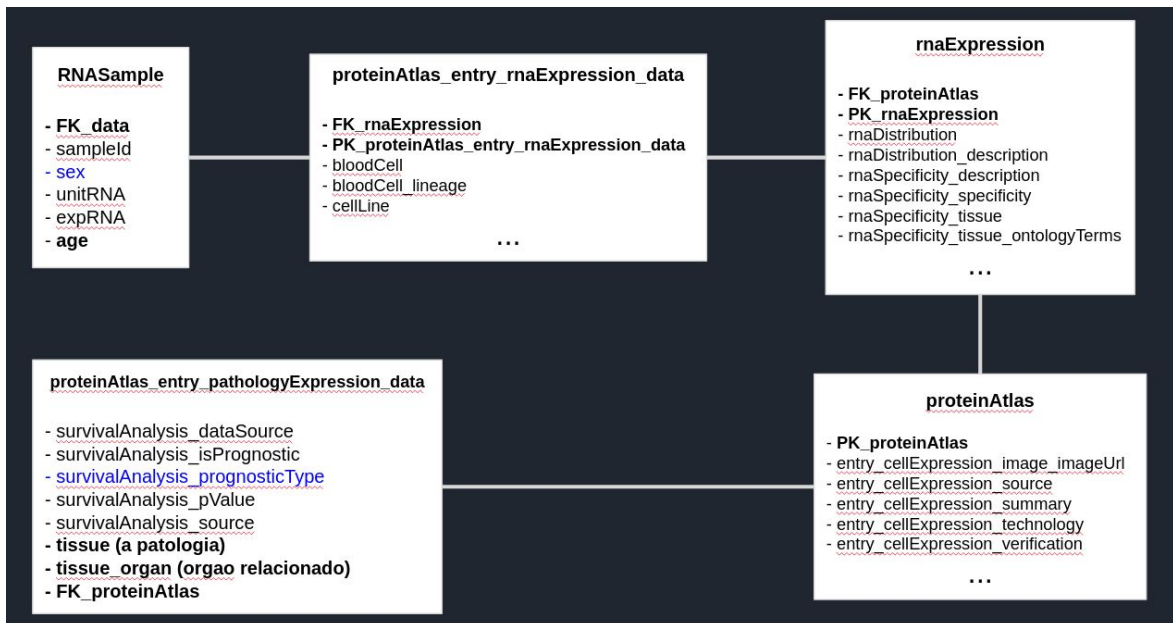 RNASample
- FK_data
- sampleId
- sex
- unitRNA
- expRNA
- age
proteinAtlas_entry_rnaExpression_data
- FK_rnaExpression
- PK_proteinAtlas_entry_rnaExpression_data
- bloodCell
- bloodCell_lineage
- cellLine
...
rnaExpression
- FK_proteinAtlas
- PK_rnaExpression
- rnaDistribution
- rnaDistribution_description
- rnaSpecificity_description
- rnaSpecificity_specificity
- rnaSpecificity_tissue
- rnaSpecificity_tissue_ontologyTerms
...
proteinAtlas_entry_pathologyExpression_data
- survivalAnalysis_dataSource
- survivalAnalysis_isPrognostic
- survivalAnalysis_prognosticType
- survivalAnalysis_pValue
- survivalAnalysis_source
- tissue (a patologia)
- tissue_organ (orgao relacionado)
- FK_proteinAtlas
proteinAtlas
- PK_proteinAtlas
- entry_cellExpression_image_imageUrl
- entry_cellExpression_source
- entry_cellExpression_summary
- entry_cellExpression_technology
- entry_cellExpression_verification
...